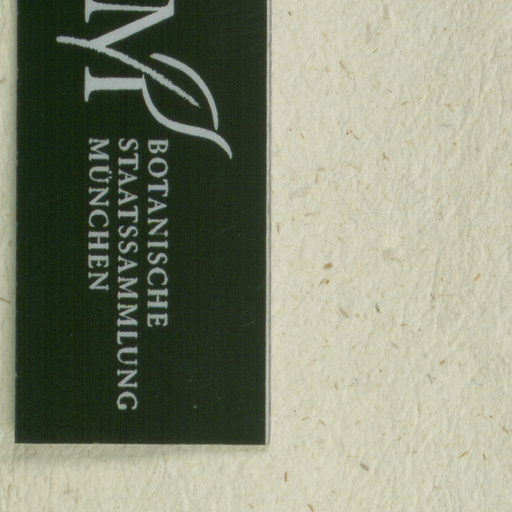 M
BOTANISCHE
STAATSSAMMLUNG
MÜNCHEN